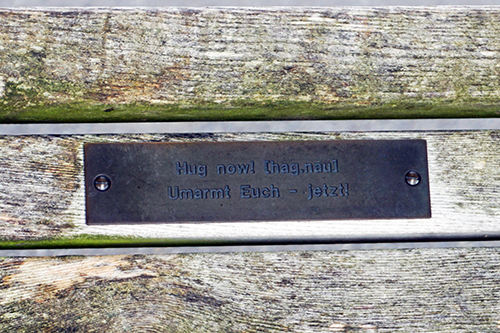 Hug now! [hag,nau]
Umarmt Euch - jetzt!